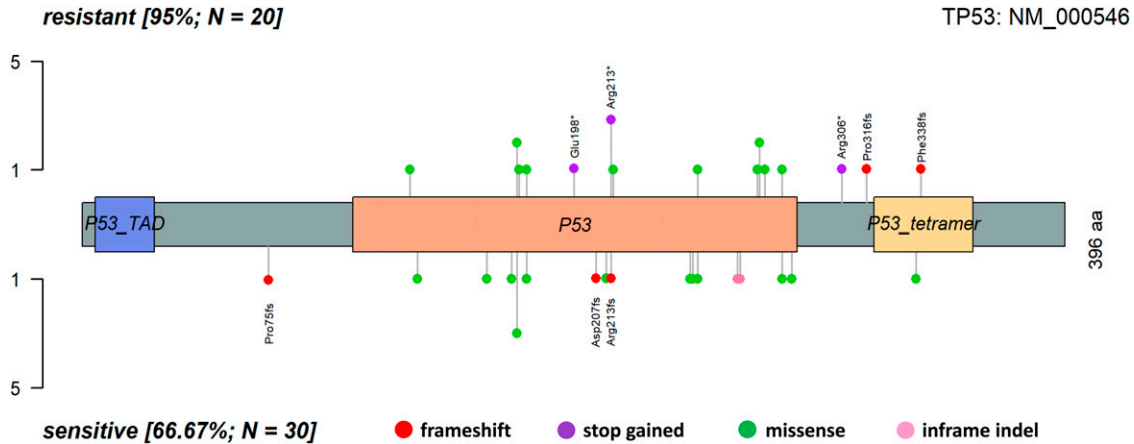 resistant [95%; N = 20]
TP53: NM_000546
5
1
Glu198*
Arg213*
Arg306*
Pro316fs
Phe338fs
P53_TAD
P53
P53_tetramer
396 aa
1
5
Pro75fs
Asp207fs
Arg213fs
sensitive [66.67%; N = 30]
frameshift
stop gained
missense
inframe indel